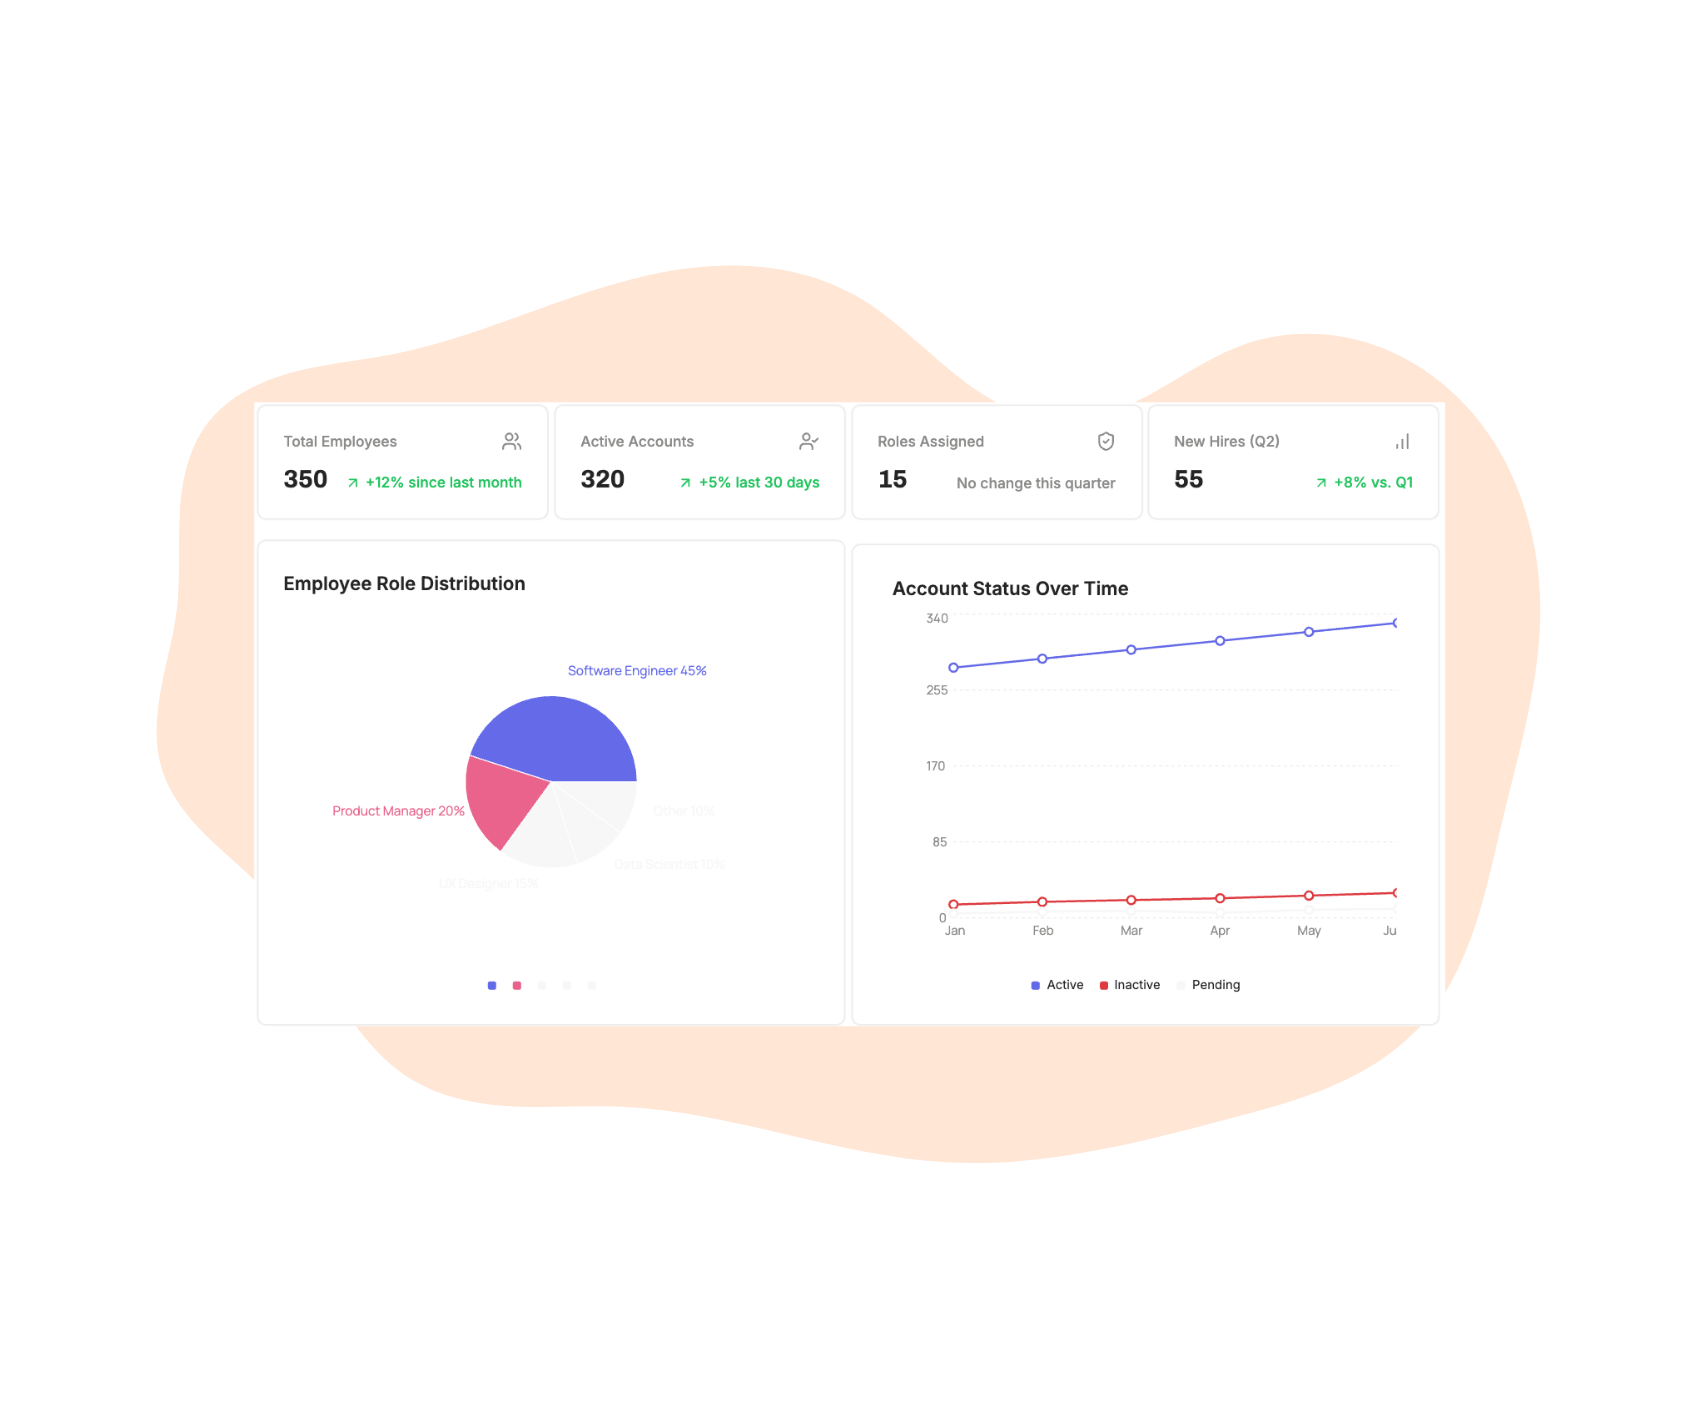 Total Employees
350 +12% since last month
Active Accounts
320 +5% last 30 days
Roles Assigned
15 No change this quarter
New Hires (Q2)
55 +8% vs. Q1
Employee Role Distribution
Software Engineer 45%
Product Manager 20%
Other 10%
Data Scientist 10%
UX Designer 15%
Account Status Over Time
340
255
170
85
0
Jan Feb Mar Apr May Ju
Active Inactive Pending